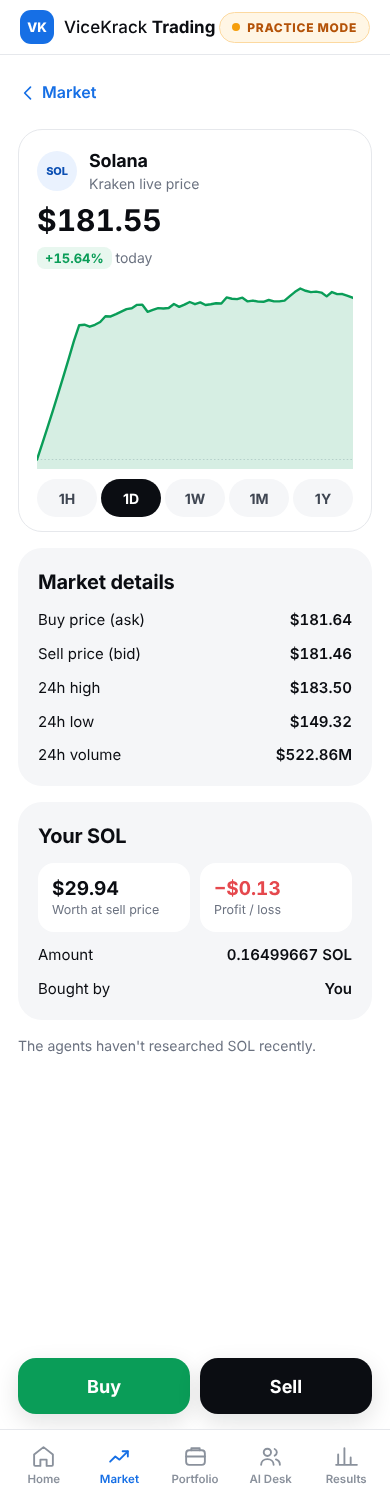 VK ViceKrack Trading PRACTICE MODE
Market
SOL Solana
Kraken live price
$181.55
+15.64% today
1H 1D 1W 1M 1Y
Market details
Buy price (ask) $181.64
Sell price (bid) $181.46
24h high $183.50
24h low $149.32
24h volume $522.86M
Your SOL
$29.94 −$0.13
Worth at sell price Profit / loss
Amount 0.16499667 SOL
Bought by You
The agents haven't researched SOL recently.
Buy Sell
Home Market Portfolio AI Desk Results